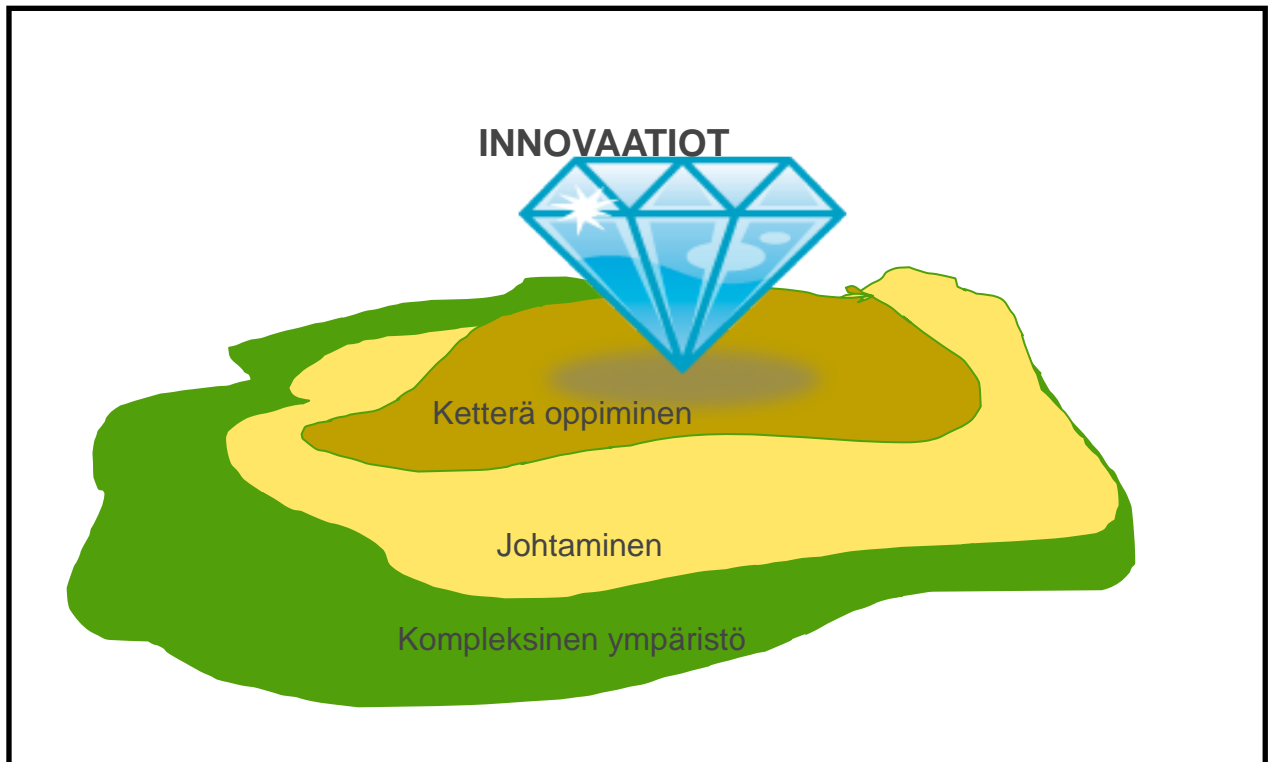 INNOVAATIOT
Ketterä oppiminen
Johtaminen
Kompleksinen ympäristö